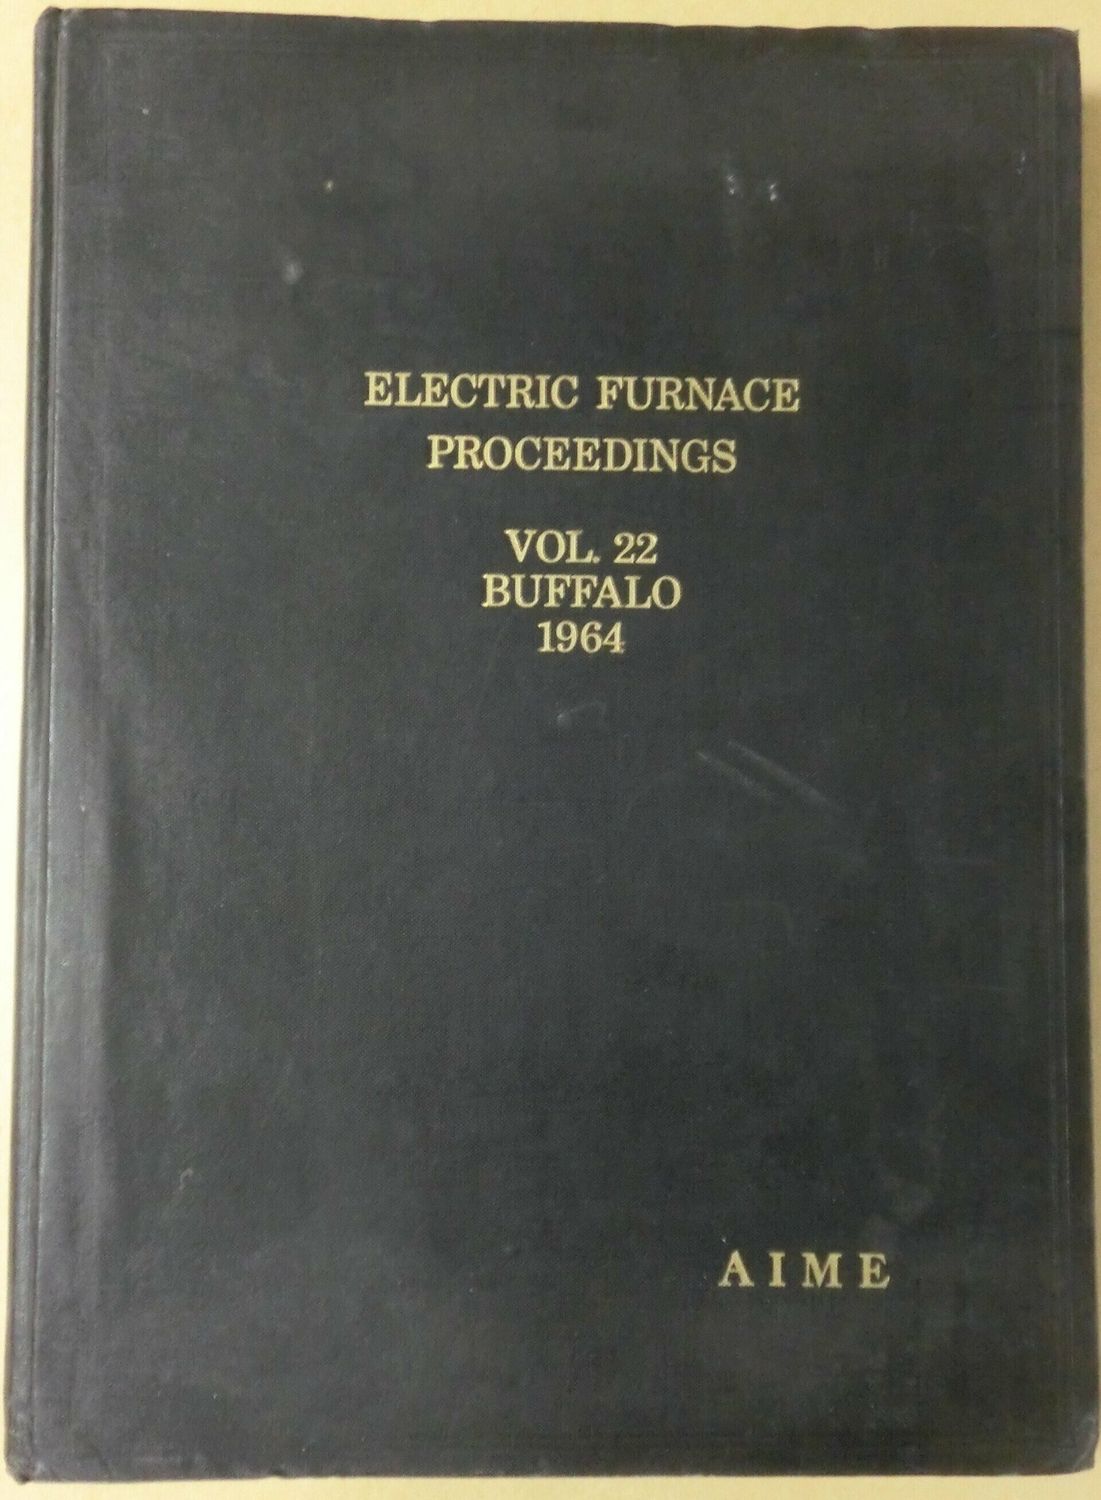 ELECTRIC FURNACE
PROCEEDINGS
VOL. 22
BUFFALO
1964
AIME